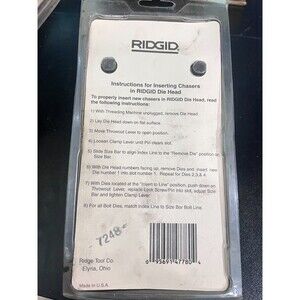 RIDGID
Instructions for Inserting Chasers
in RIDGID Die Head
To properly insert new chasers in RIDGID Die Head, read
the following instructions:
1) With Threading Machine unplugged, remove Die Head
2) Lay Die Head down on flat surface.
3) Move Throwout Lever to open position.
4) Loosen Clamp Lever until Pin clears slot.
5) Slide Size Bar to align Index Line to the "Remove Die" position on
Size Bar.
6) With Die Head numbers facing up, remove Dies and insert new
Die number 1 into slot number 1. Repeat for Dies 2,3, & 4.
7) With Dies located at the "Insert to Line" position, push down on
Throwout Lever, replace Lock Screw/Pin into slot, adjust Size
Bar and tighten Clamp Lever.
8) For all Bolt Dies, match Index Line to Size Bar Bolt Line.
7248
Ridge Tool Co.
Elyria, Ohio
Made in U.S.A.
0 95691 47780 4